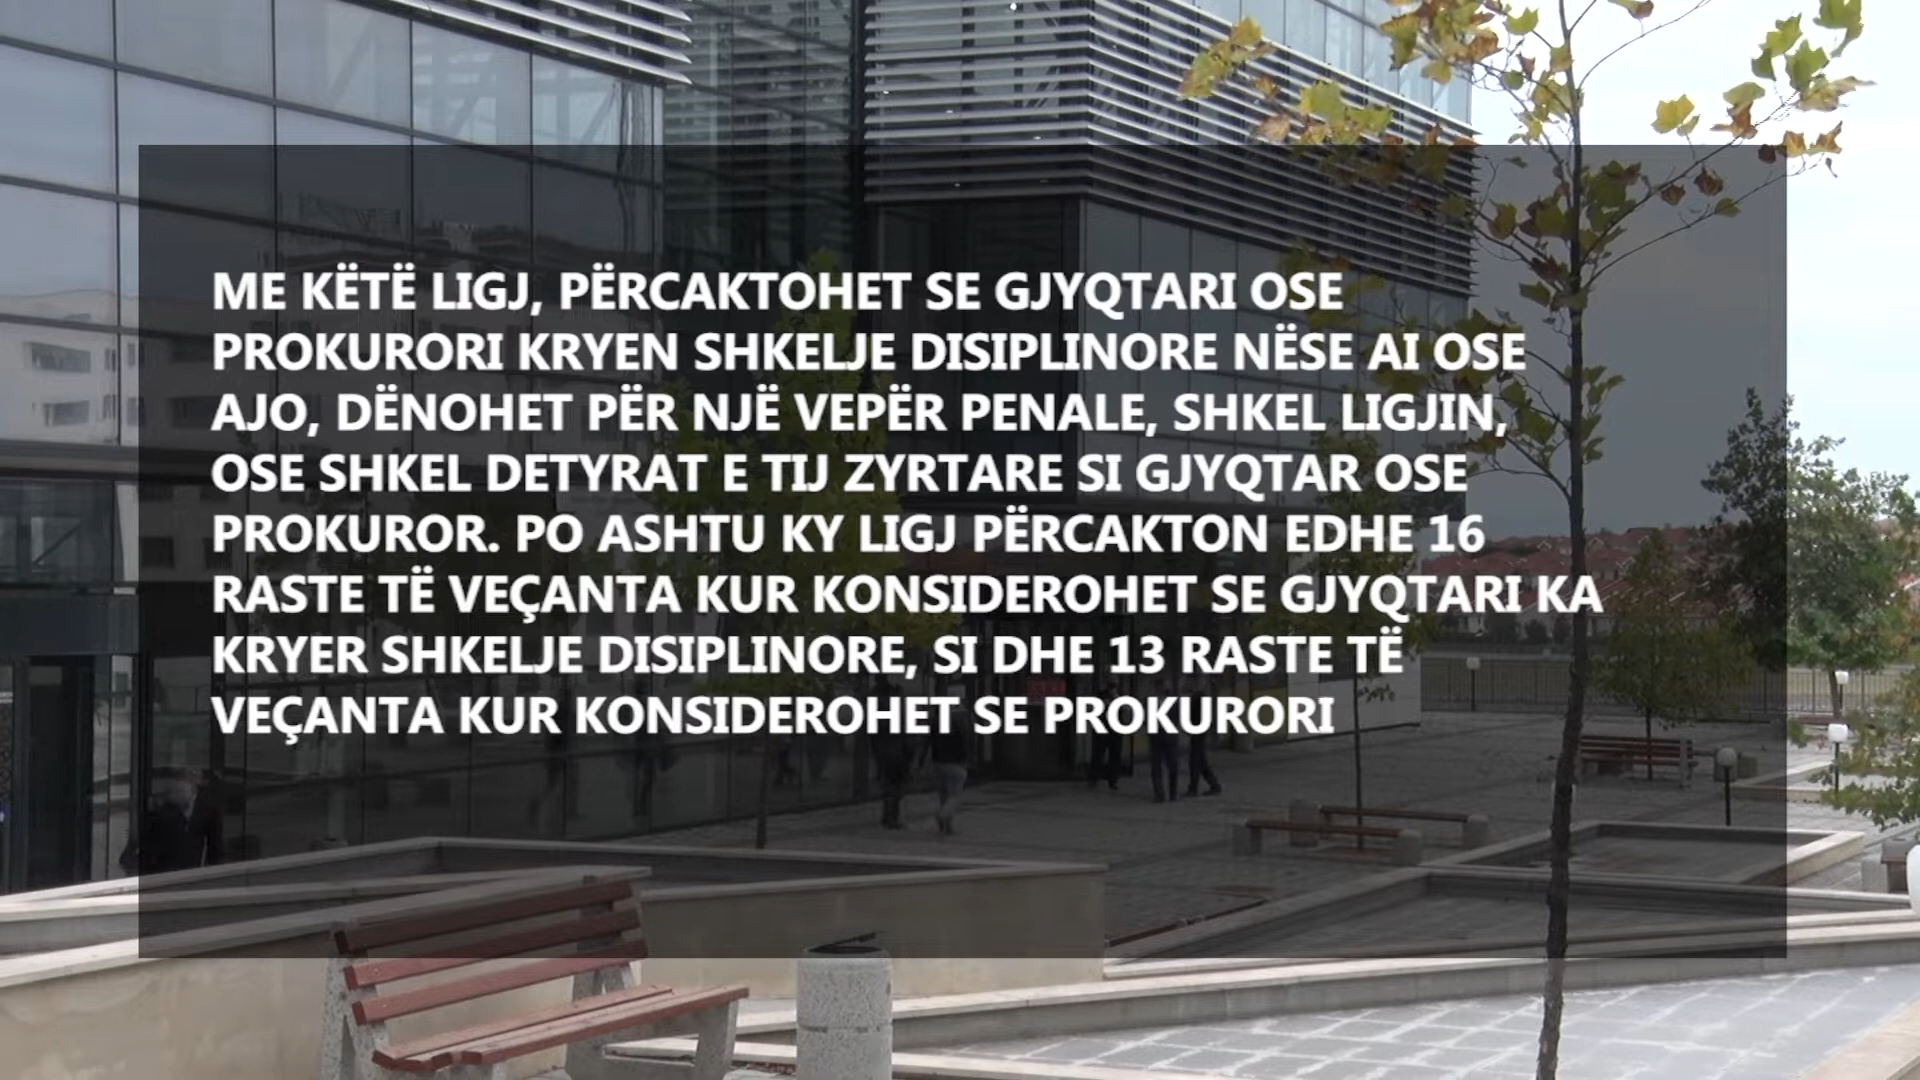 ME KËTË LIGJ, PËRCAKTOHET SE GJYQTARI OSE
PROKURORI KRYEN SHKELJE DISIPLINORE NËSE AI OSE
AJO, DËNOHET PËR NJË VEPËR PENALE, SHKEL LIGJIN,
OSE SHKEL DETYRAT E TIJ ZYRTARE SI GJYQTAR OSE
PROKUROR. PO ASHTU KY LIGJ PËRCAKTON EDHE 16
RASTE TË VEÇANTA KUR KONSIDEROHET SE GJYQTARI KA
KRYER SHKELJE DISIPLINORE, SI DHE 13 RASTE TË
VEÇANTA KUR KONSIDEROHET SE PROKURORI